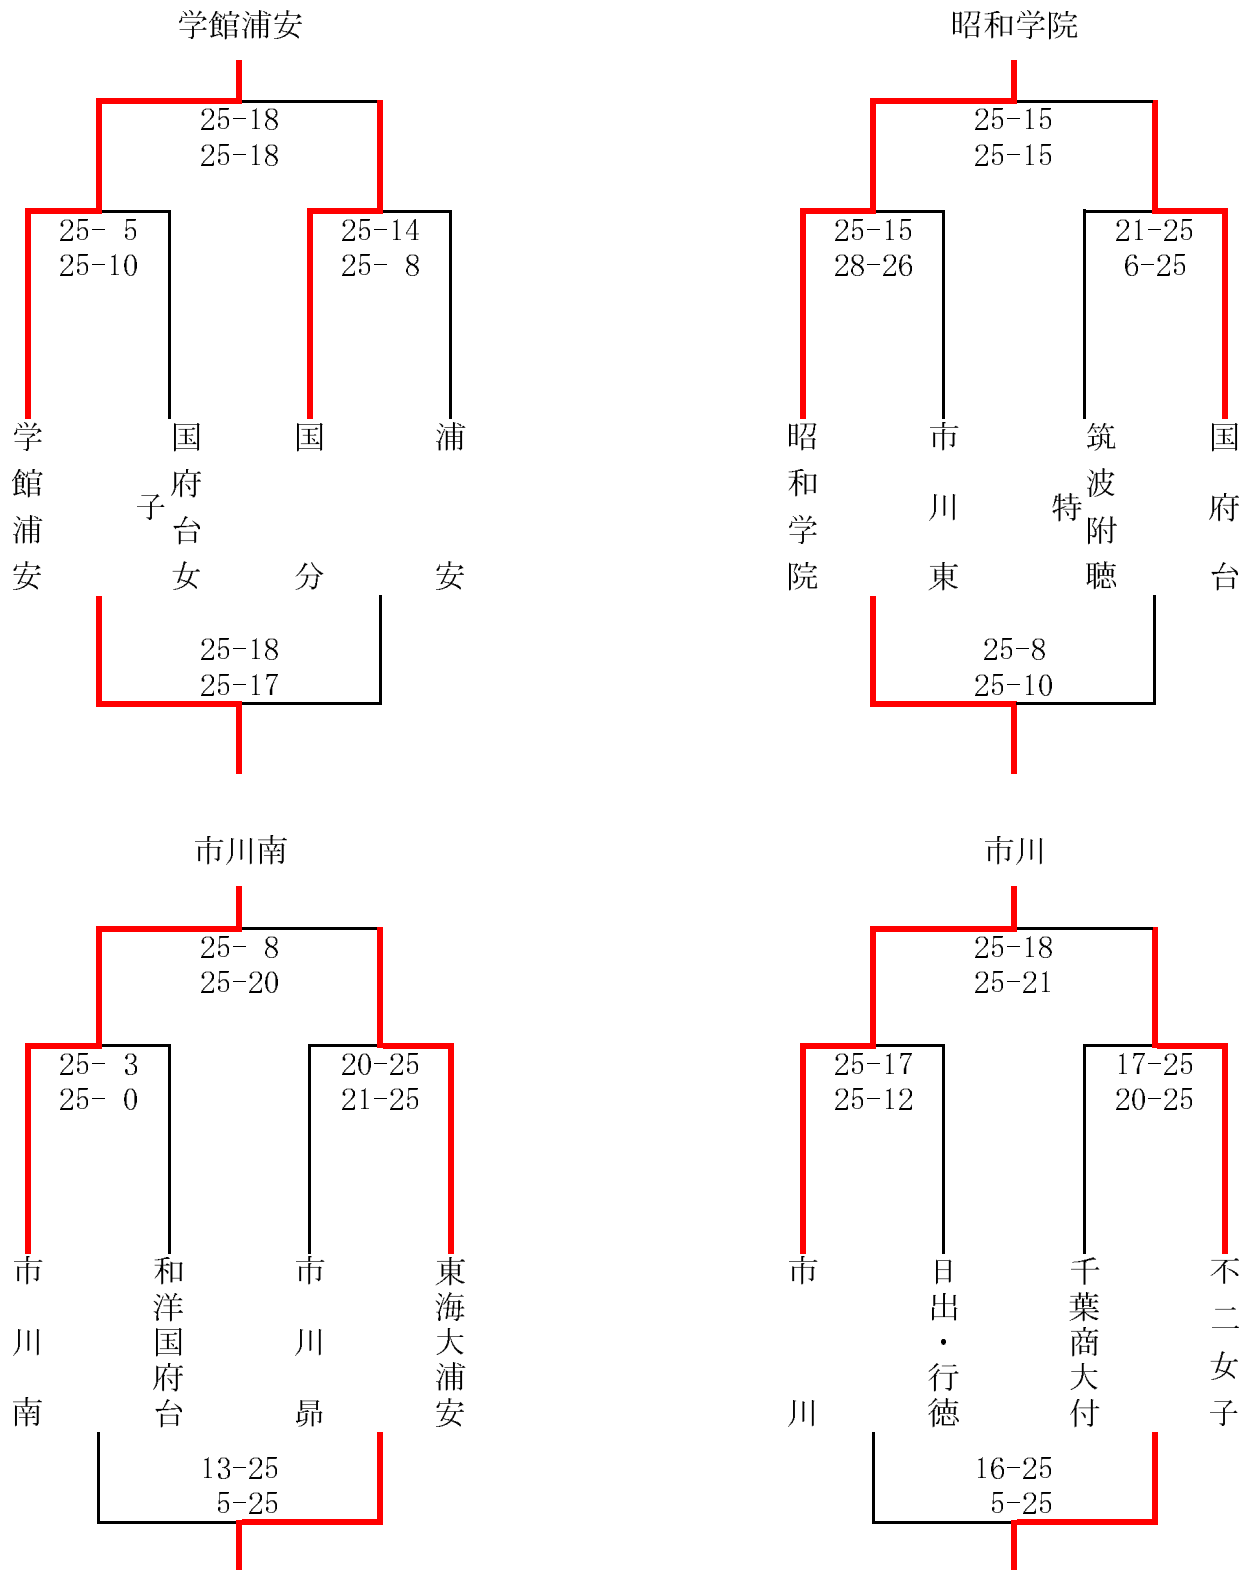 学館浦安
25-18
25-18
25- 5
25-10
25-14
25- 8
学館浦安
国府台女子
国分
浦安
25-18
25-17
昭和学院
25-15
25-15
25-15
28-26
21-25
6-25
昭和学院
市川東
筑波附聴特
国府台
25-8
25-10
市川南
25- 8
25-20
25- 3
25- 0
20-25
21-25
市川南
和洋国府台
市川昴
東海大浦安
13-25
5-25
市川
25-18
25-21
25-17
25-12
17-25
20-25
市川
日出・行徳
千葉商大付
不二女子
16-25
5-25